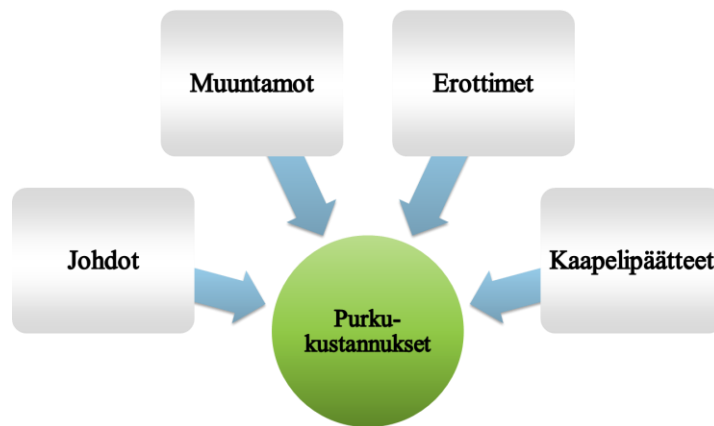 Muuntamot
Erottimet
Johdot
Kaapelipäätteet
Purku-
kustannukset